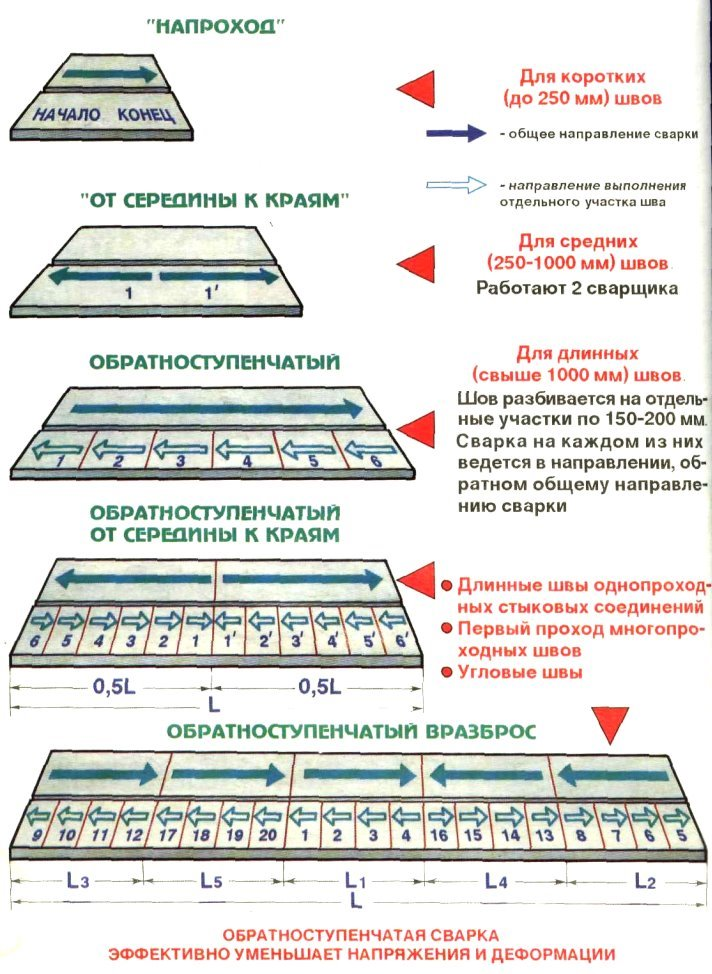 "НАПРОХОД"
НАЧАЛО КОНЕЦ
Для коротких
(до 250 мм) швов
- общее направление сварки
- направление выполнения
отдельного участка шва
"ОТ СЕРЕДИНЫ К КРАЯМ"
1 1′
Для средних
(250-1000 мм) швов.
Работают 2 сварщика
ОБРАТНОСТУПЕНЧАТЫЙ
1 2 3 4 5 6
Для длинных
(свыше 1000 мм) швов.
Шов разбивается на отдель-
ные участки по 150-200 мм.
Сварка на каждом из них
ведется в направлении, об-
ратном общему направле-
нию сварки
ОБРАТНОСТУПЕНЧАТЫЙ
ОТ СЕРЕДИНЫ К КРАЯМ
6 5 4 3 2 1 1′ 2′ 3′ 4′ 5′ 6′
0,5L 0,5L
L
Длинные швы однопроход-
ных стыковых соединений
Первый проход многопро-
ходных швов
Угловые швы
ОБРАТНОСТУПЕНЧАТЫЙ ВРАЗБРОС
9 10 11 12 17 18 19 20 1 2 3 4 16 15 14 13 8 7 6 5
L3 L5 L1 L4 L2
L
ОБРАТНОСТУПЕНЧАТАЯ СВАРКА
ЭФФЕКТИВНО УМЕНЬШАЕТ НАПРЯЖЕНИЯ И ДЕФОРМАЦИИ